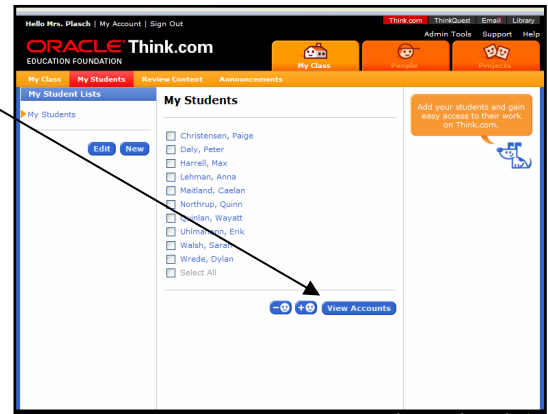 Hello Mrs. Plasch | My Account | Sign Out
Think.com ThinkQuest Email Library
Admin Tools Support Help
ORACLE Think.com
EDUCATION FOUNDATION
My Class People Projects
My Class My Students Review Content Announcements
My Student Lists
My Students
Edit New
My Students
Christensen, Paige
Daly, Peter
Harrell, Max
Lehman, Anna
Maitland, Caelan
Northrup, Quinn
Quinlan, Wayatt
Uhlmann, Erik
Walsh, Sarah
Wrede, Dylan
Select All
- + View Accounts
Add your students and gain
easy access to their work
on Think.com.